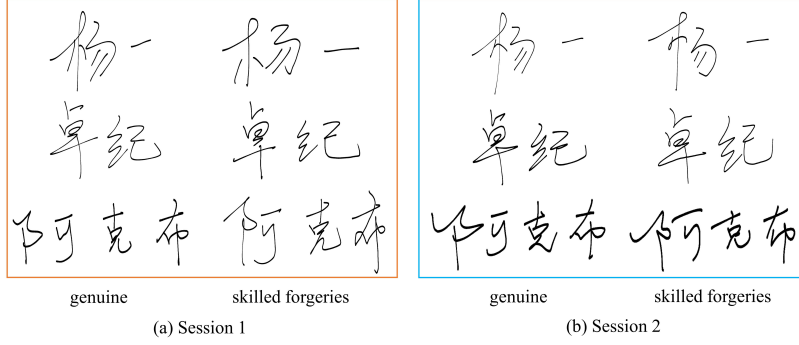 杨一 杨一 杨一 杨一
卓纪 卓纪 卓纪 卓纪
阿克布 阿克布 阿克布 阿克布
genuine skilled forgeries genuine skilled forgeries
(a) Session 1 (b) Session 2